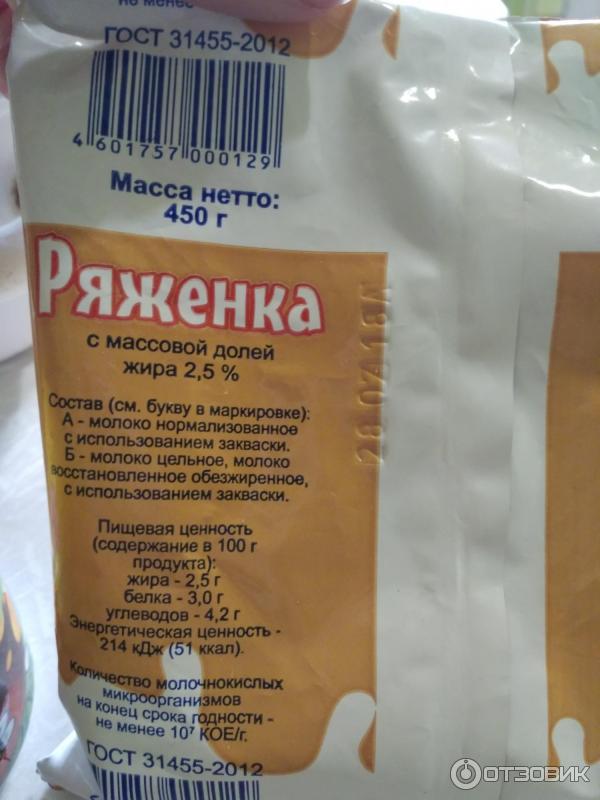 не менее
ГОСТ 31455-2012
4 601757 000129
Масса нетто:
450 г
Ряженка
с массовой долей
жира 2,5 %
Состав (см. букву в маркировке):
А - молоко нормализованное
с использованием закваски.
Б - молоко цельное, молоко
восстановленное обезжиренное,
с использованием закваски.
Пищевая ценность
(содержание в 100 г
продукта):
жира - 2,5 г
белка - 3,0 г
углеводов - 4,2 г
Энергетическая ценность -
214 кДж (51 ккал).
Количество молочнокислых
микроорганизмов
на конец срока годности -
не менее 10⁷ КОЕ/г.
ГОСТ 31455-2012
ОТЗОВИК